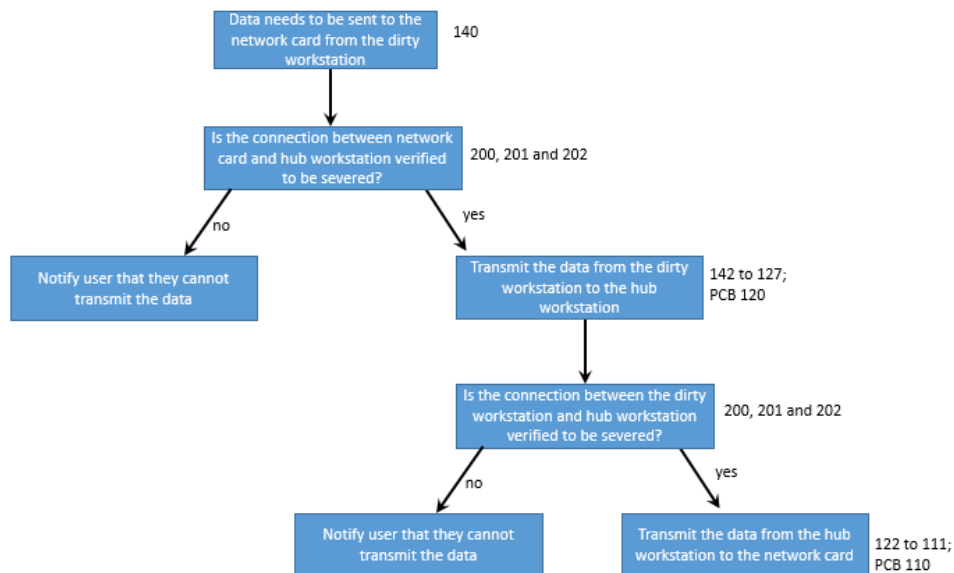 Data needs to be sent to the
network card from the dirty
workstation
140
Is the connection between network
card and hub workstation verified
to be severed?
200, 201 and 202
no
yes
Notify user that they cannot
transmit the data
Transmit the data from the dirty
workstation to the hub
workstation
142 to 127;
PCB 120
Is the connection between the dirty
workstation and hub workstation
verified to be severed?
200, 201 and 202
no
yes
Notify user that they cannot
transmit the data
Transmit the data from the hub
workstation to the network card
122 to 111;
PCB 110